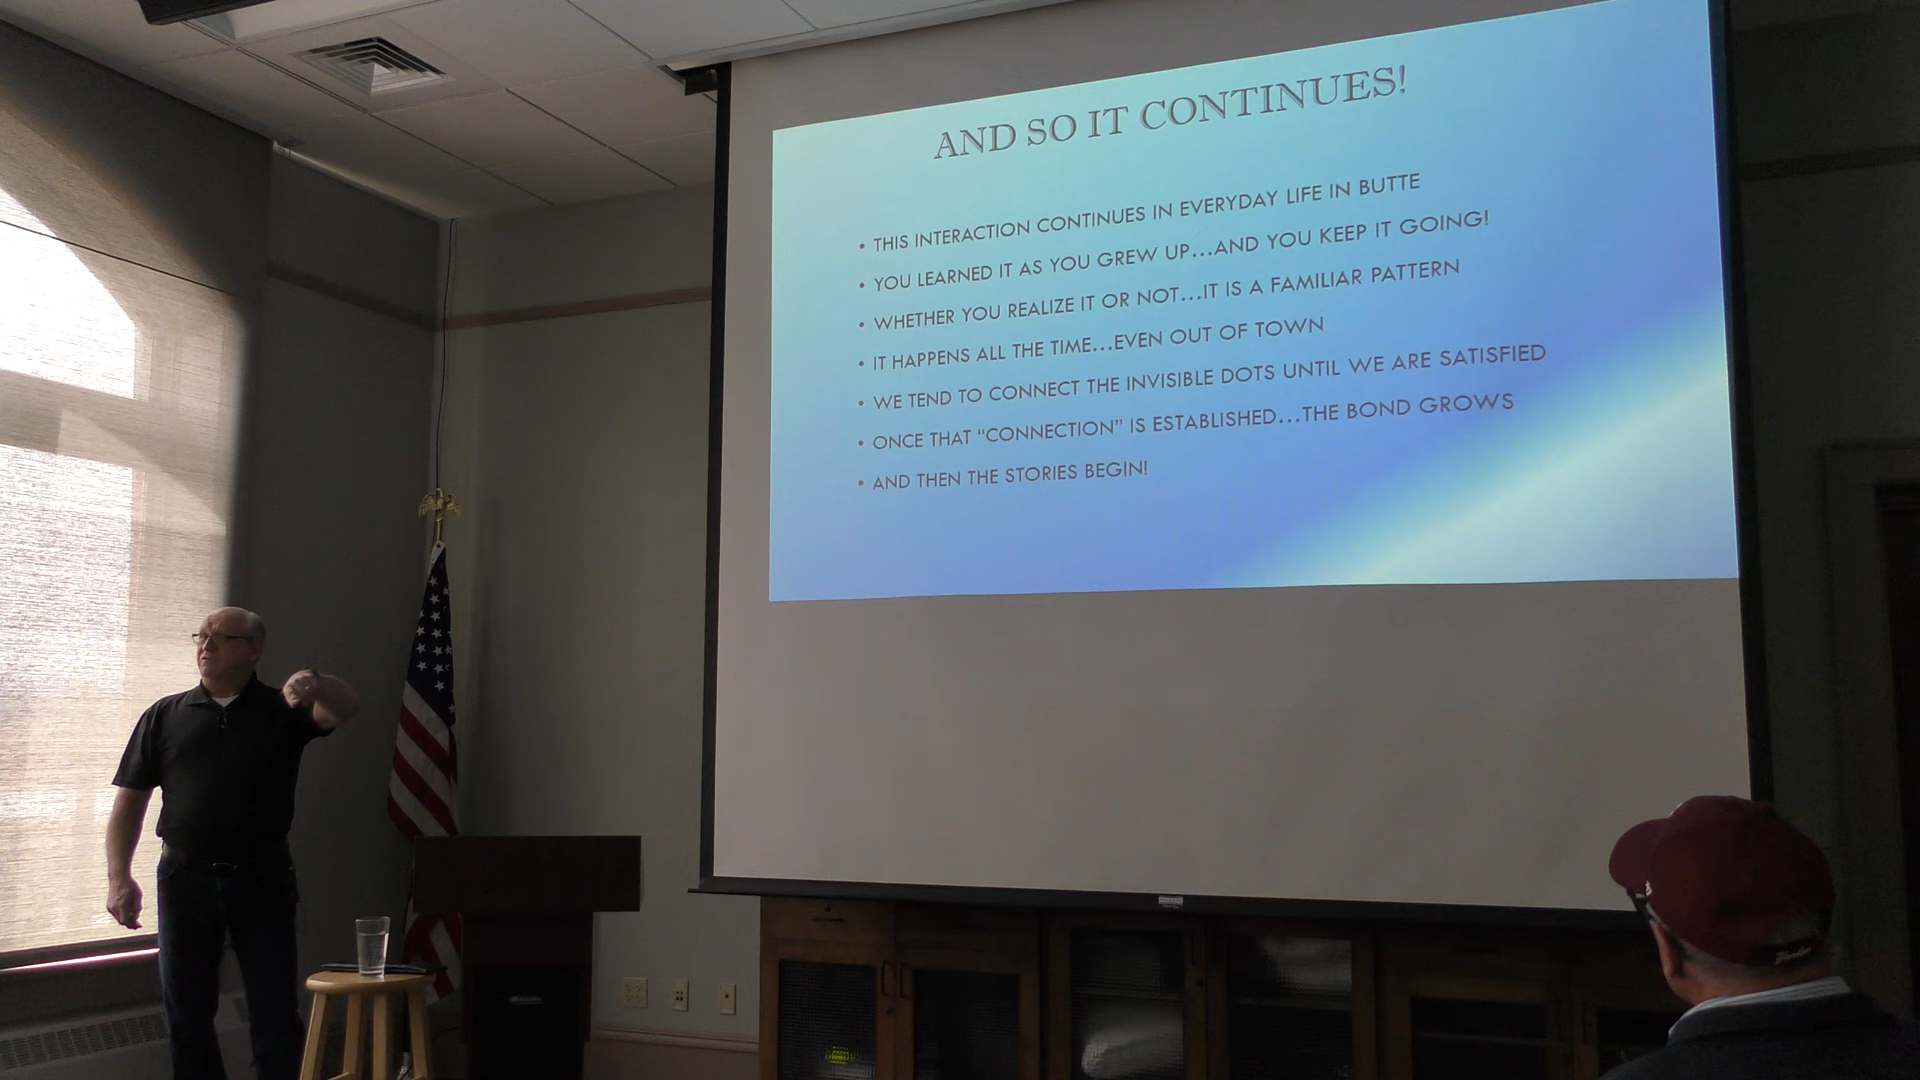 AND SO IT CONTINUES!
• THIS INTERACTION CONTINUES IN EVERYDAY LIFE IN BUTTE
• YOU LEARNED IT AS YOU GREW UP...AND YOU KEEP IT GOING!
• WHETHER YOU REALIZE IT OR NOT...IT IS A FAMILIAR PATTERN
• IT HAPPENS ALL THE TIME...EVEN OUT OF TOWN
• WE TEND TO CONNECT THE INVISIBLE DOTS UNTIL WE ARE SATISFIED
• ONCE THAT “CONNECTION” IS ESTABLISHED...THE BOND GROWS
• AND THEN THE STORIES BEGIN!